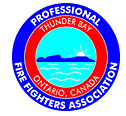 PROFESSIONAL
THUNDER BAY
ONTARIO, CANADA
FIRE FIGHTERS ASSOCIATION